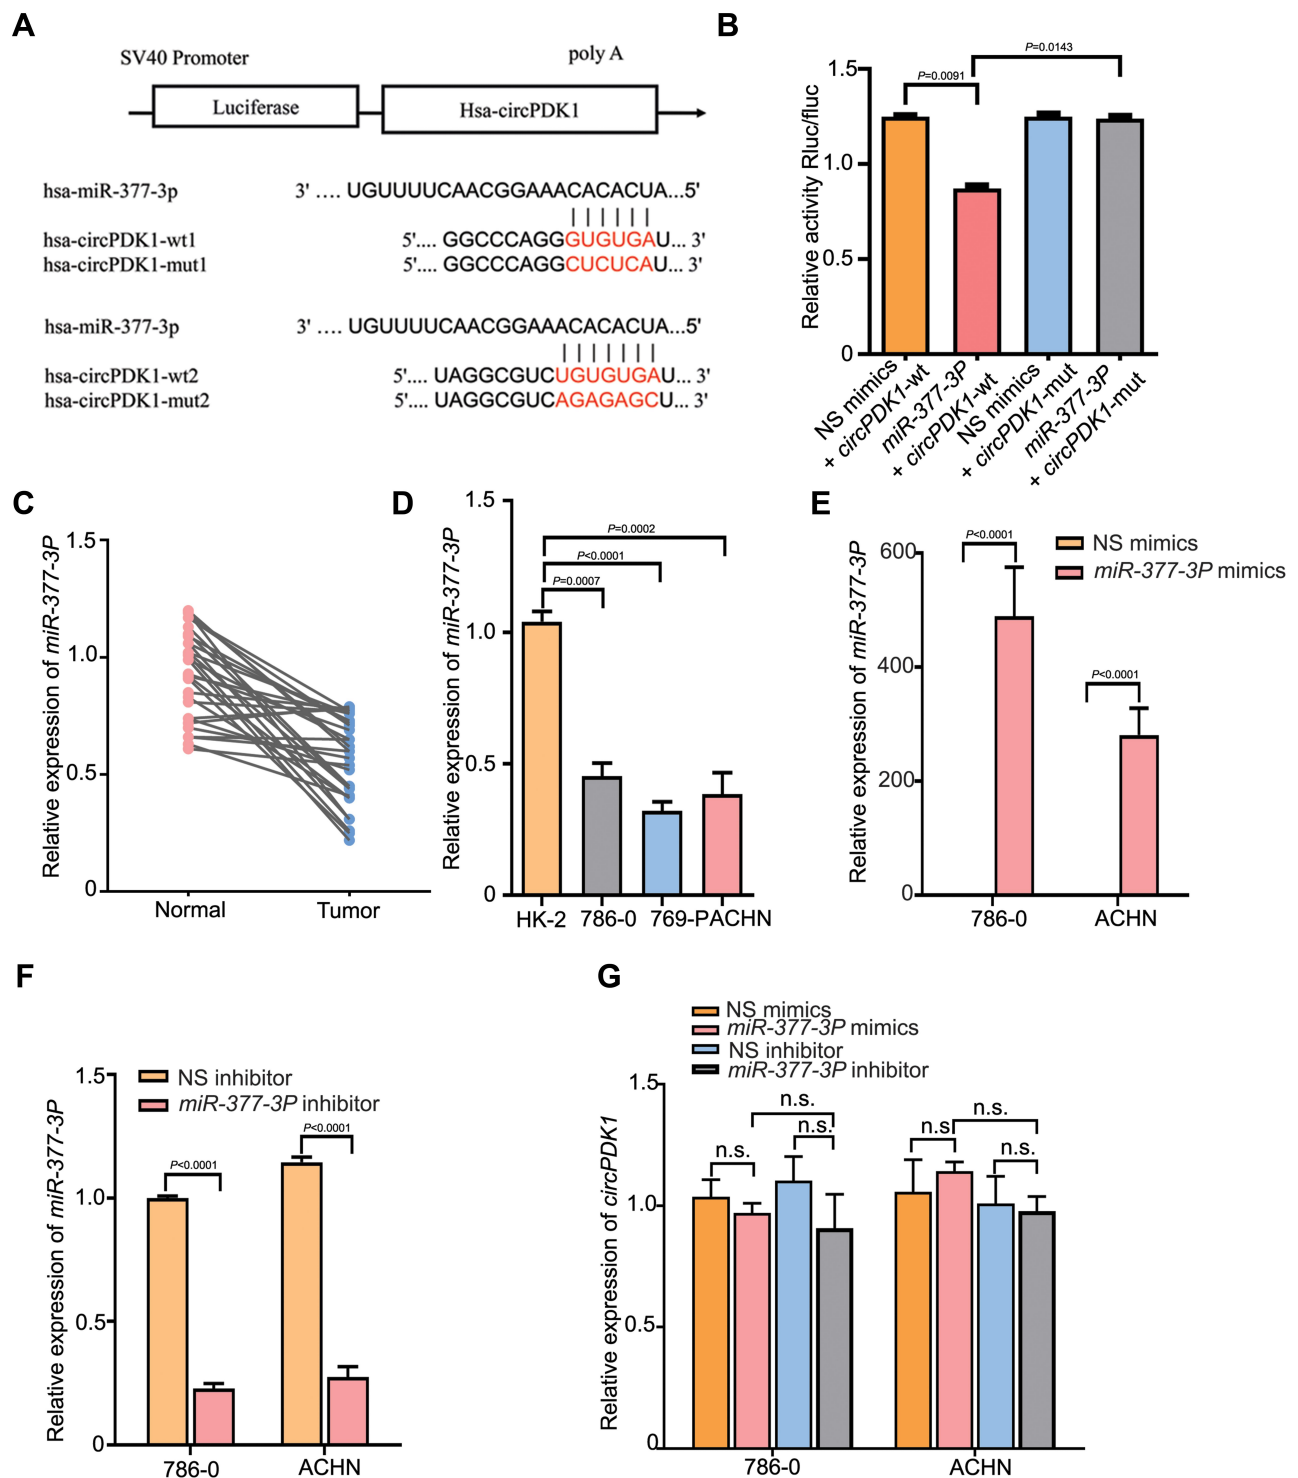 A
SV40 Promoter
poly A
Luciferase
Hsa-circPDK1
hsa-miR-377-3p 3' .... UGUUUUCAACGGAAACACACUA...5'
hsa-circPDK1-wt1 5'.... GGCCCAGGGUGUGAU... 3'
hsa-circPDK1-mut1 5'.... GGCCCAGGCUCUCAU... 3'
hsa-miR-377-3p 3' .... UGUUUUCAACGGAAACACACUA...5'
hsa-circPDK1-wt2 5'.... UAGGCGUCUGUGUGAU... 3'
hsa-circPDK1-mut2 5'.... UAGGCGUCAGAGAGCU... 3'
B
Relative activity Rluc/fluc
1.5
1.0
0.5
0
P=0.0091
P=0.0143
NS mimics
+ circPDK1-wt
miR-377-3P
+ circPDK1-wt
NS mimics
+ circPDK1-mut
miR-377-3P
+ circPDK1-mut
C
Relative expression of miR-377-3P
1.5
1.0
0.5
0
Normal
Tumor
D
Relative expression of miR-377-3P
1.5
1.0
0.5
0
P=0.0002
P<0.0001
P=0.0007
HK-2
786-0
769-P
ACHN
E
Relative expression of miR-377-3P
600
400
200
0
P<0.0001
P<0.0001
NS mimics
miR-377-3P mimics
786-0
ACHN
F
Relative expression of miR-377-3P
1.5
1.0
0.5
0
NS inhibitor
miR-377-3P inhibitor
P<0.0001
P<0.0001
786-0
ACHN
G
NS mimics
miR-377-3P mimics
NS inhibitor
miR-377-3P inhibitor
Relative expression of circPDK1
1.5
1.0
0.5
0
n.s.
n.s.
n.s.
n.s
n.s.
n.s.
786-0
ACHN